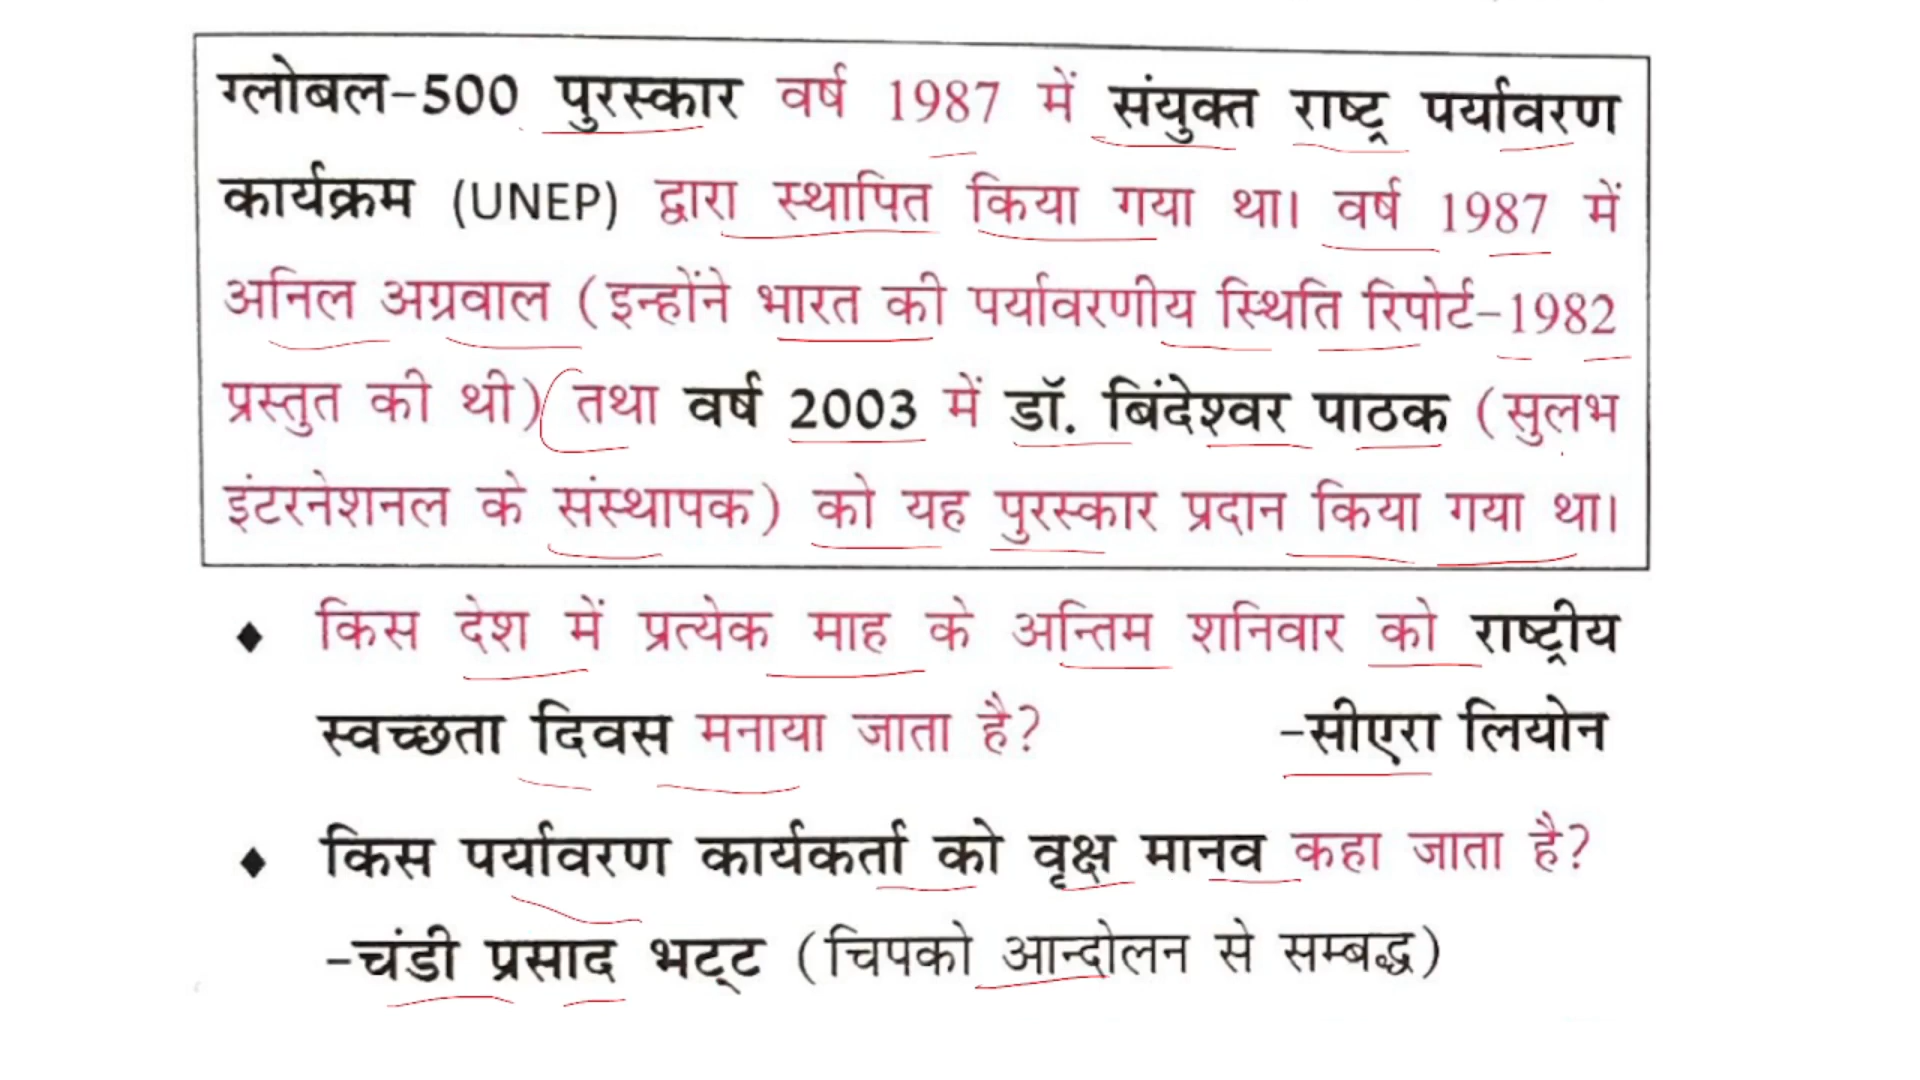 ग्लोबल-500 पुरस्कार वर्ष 1987 में संयुक्त राष्ट्र पर्यावरण
कार्यक्रम (UNEP) द्वारा स्थापित किया गया था। वर्ष 1987 में
अनिल अग्रवाल (इन्होंने भारत की पर्यावरणीय स्थिति रिपोर्ट-1982
प्रस्तुत की थी) तथा वर्ष 2003 में डॉ. बिंदेश्वर पाठक (सुलभ
इंटरनेशनल के संस्थापक) को यह पुरस्कार प्रदान किया गया था।
♦ किस देश में प्रत्येक माह के अन्तिम शनिवार को राष्ट्रीय
स्वच्छता दिवस मनाया जाता है? -सीएरा लियोन
♦ किस पर्यावरण कार्यकर्ता को वृक्ष मानव कहा जाता है?
-चंडी प्रसाद भट्ट (चिपको आन्दोलन से सम्बद्ध)